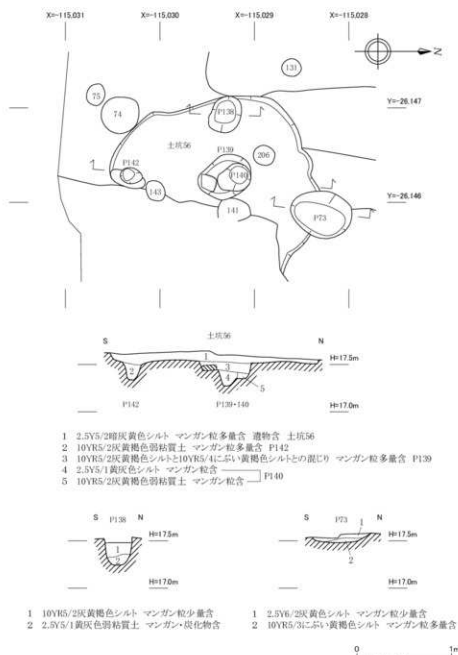 X=-115,031 X=-115,030 X=-115,029 X=-115,028
N
131
75
P138
Y=-26,147
74
土坑56
P139
P142
206
P140
Y=-26,146
143
141
P73
土坑56
S N
1 H=17.5m
3
2
4
5 H=17.0m
P142 P139・140
1 2.5Y5/2暗灰黄色シルト マンガン粒多量含 遺物含 土坑56
2 10YR5/2灰黄褐色弱粘質土 マンガン粒多量含 P142
3 10YR5/2灰黄褐色シルトと10YR5/4にぶい黄褐色シルトとの混じり マンガン粒多量含 P139
4 2.5Y5/1黄灰色シルト マンガン粒含
P140
5 10YR5/2灰黄褐色弱粘質土 マンガン粒含
S P138 N
H=17.5m
1
2
H=17.0m
1 10YR5/2灰黄褐色シルト マンガン粒少量含
2 2.5Y5/1黄灰色弱粘質土 マンガン・炭化物含
S P73 N
1 H=17.5m
2
H=17.0m
1 2.5Y6/2灰黄色シルト マンガン粒少量含
2 10YR5/3にぶい黄褐色シルト マンガン粒多量含
0 1m